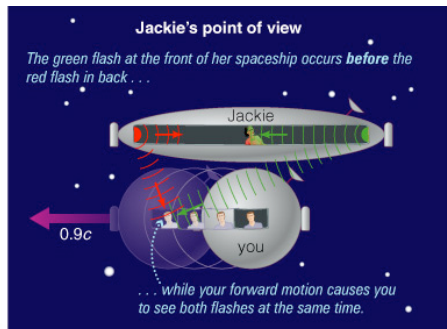 Jackie's point of view
The green flash at the front of her spaceship occurs before the
red flash in back . . .
Jackie
0.9c
you
. . . while your forward motion causes you
to see both flashes at the same time.